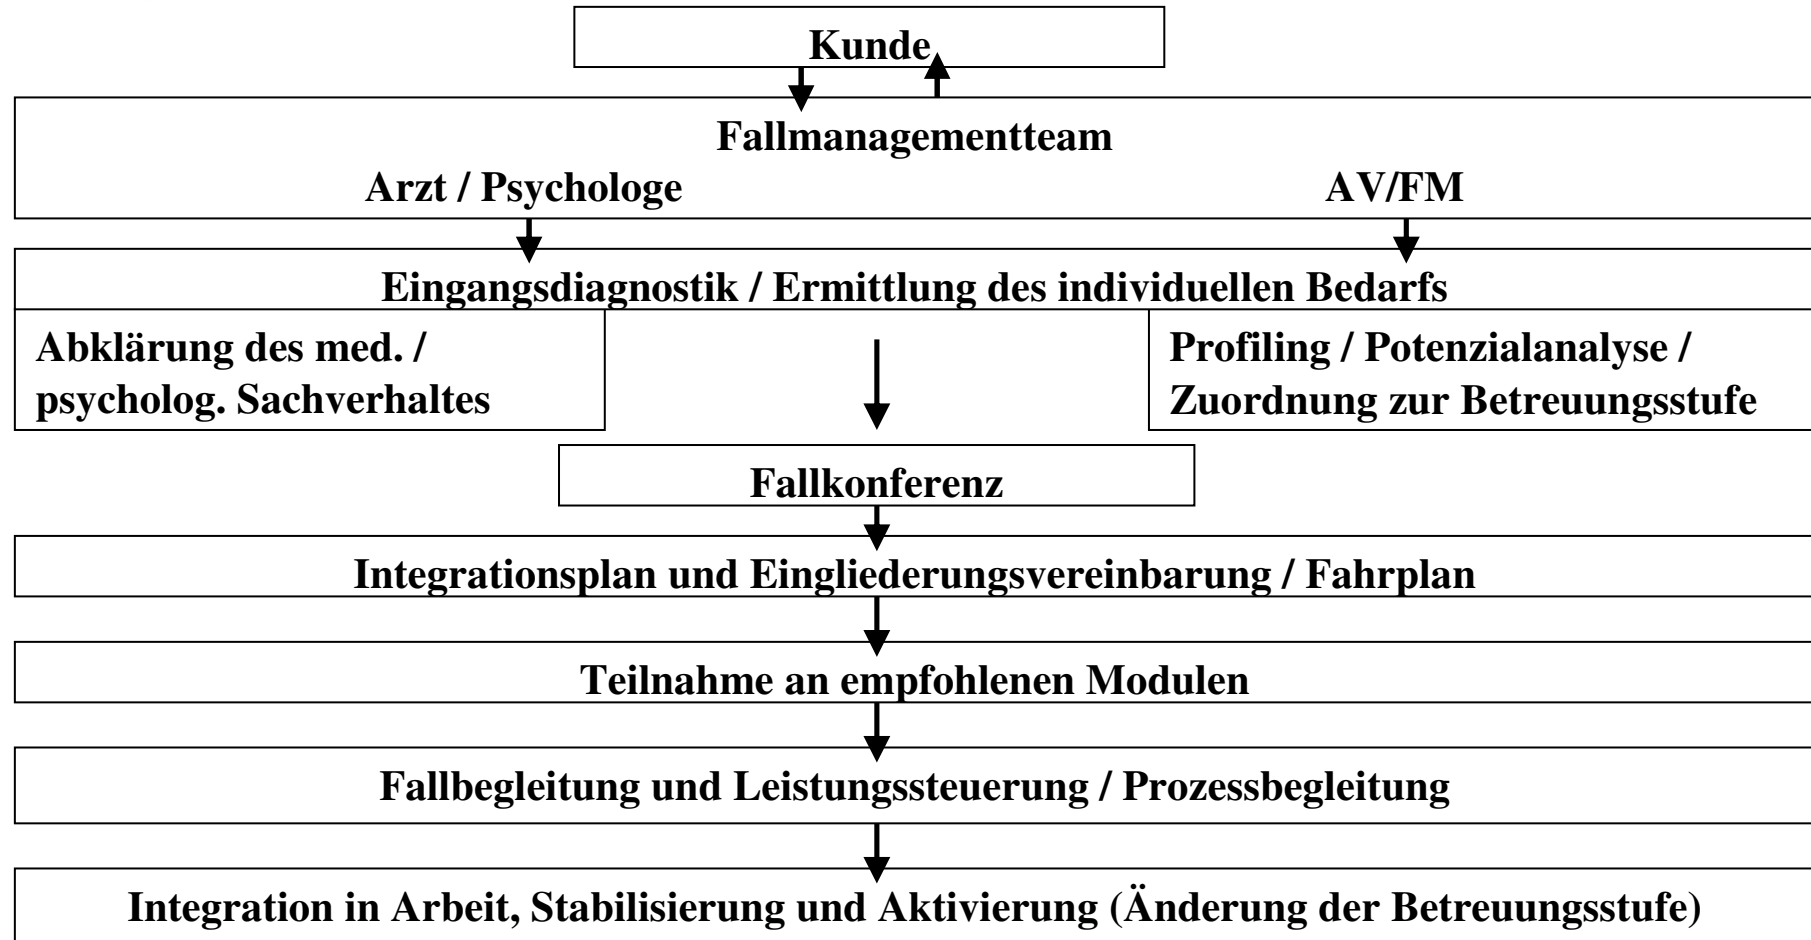 Kunde
Fallmanagementteam
Arzt / Psychologe AV/FM
Eingangsdiagnostik / Ermittlung des individuellen Bedarfs
Abklärung des med. /
psycholog. Sachverhaltes
Profiling / Potenzialanalyse /
Zuordnung zur Betreuungsstufe
Fallkonferenz
Integrationsplan und Eingliederungsvereinbarung / Fahrplan
Teilnahme an empfohlenen Modulen
Fallbegleitung und Leistungssteuerung / Prozessbegleitung
Integration in Arbeit, Stabilisierung und Aktivierung (Änderung der Betreuungsstufe)